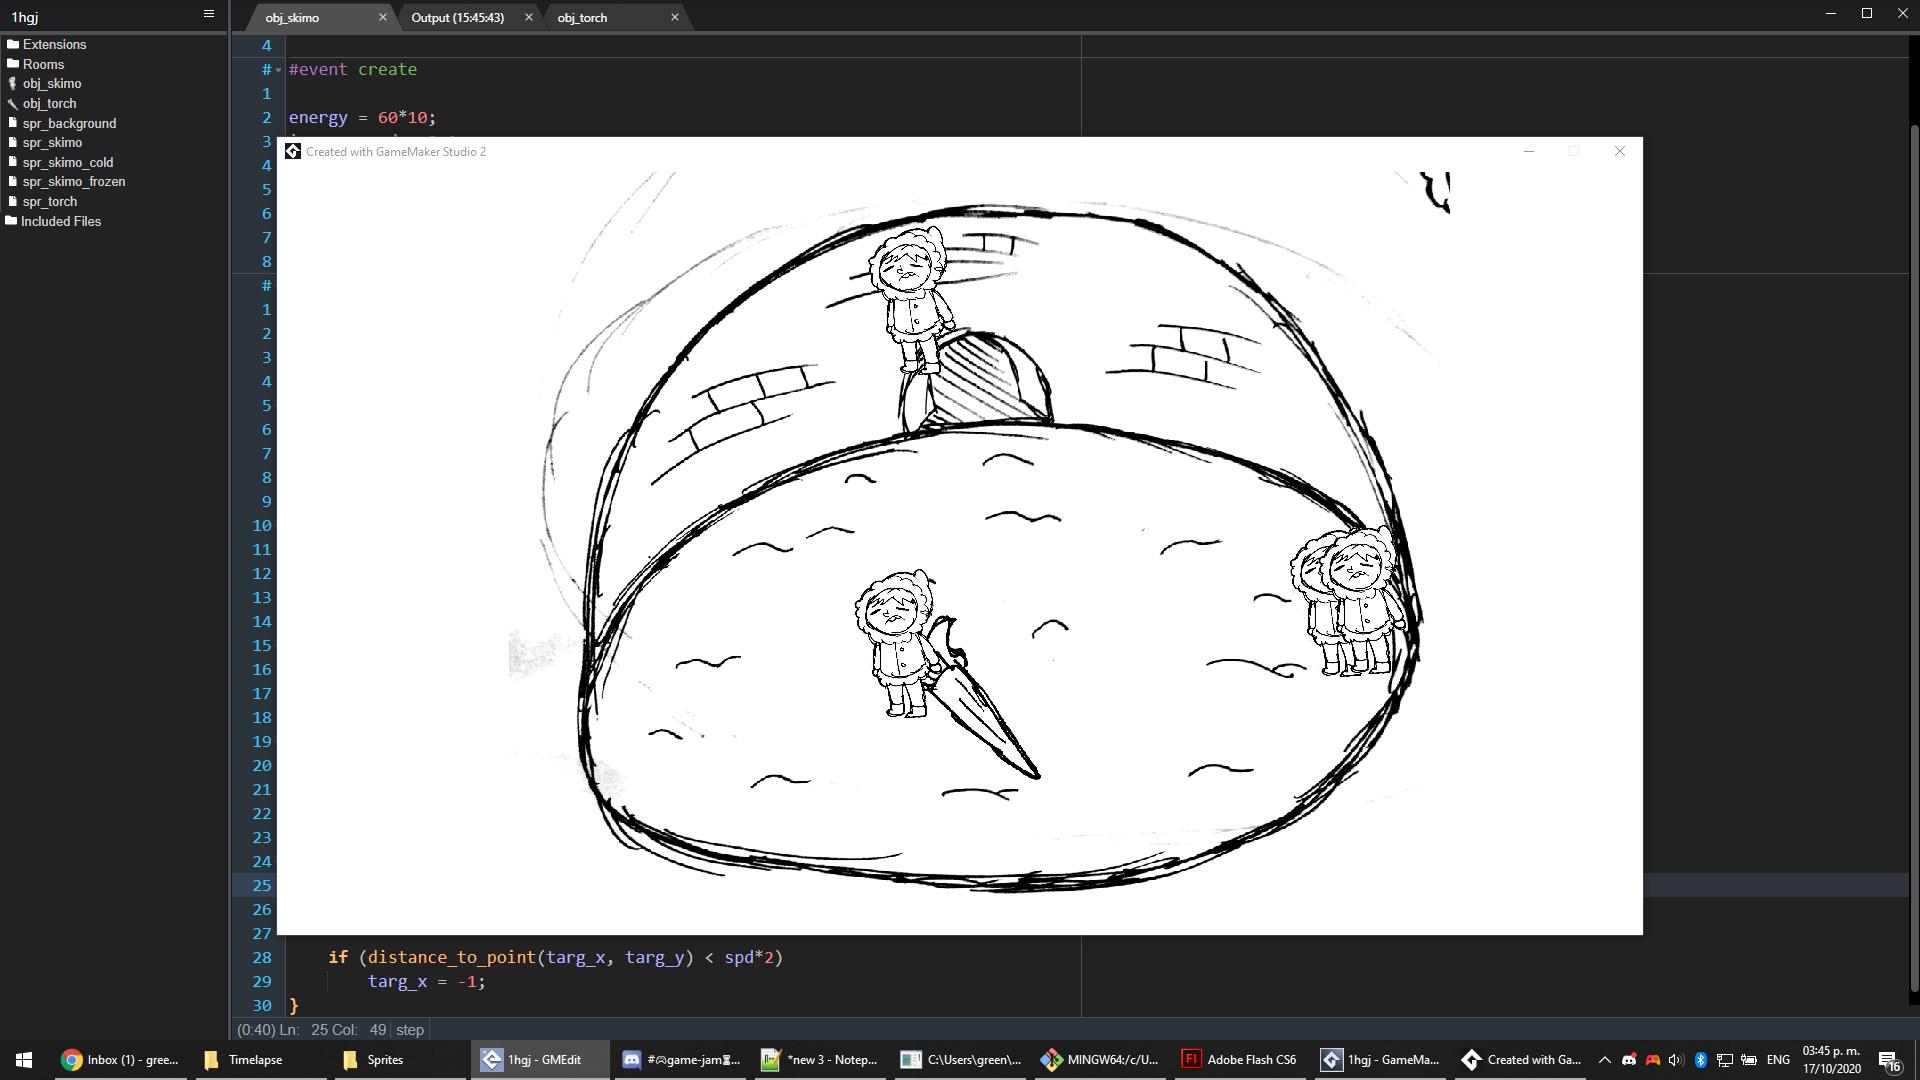 1hgj
obj_skimo
Output (15:45:43)
obj_torch
Extensions
Rooms
obj_skimo
obj_torch
spr_background
spr_skimo
spr_skimo_cold
spr_skimo_frozen
spr_torch
Included Files
4
# #event create
1
2 energy = 60*10;
3
Created with GameMaker Studio 2
4
5
6
7
8
#
1
2
3
4
5
6
7
8
9
10
11
12
13
14
15
16
17
18
19
20
21
22
23
24
25
26
27
28 if (distance_to_point(targ_x, targ_y) < spd*2)
29 targ_x = -1;
30 }
(0:40) Ln: 25 Col: 49 step
Inbox (1) - gree...
Timelapse
Sprites
1hgj - GMEdit
*new 3 - Notep...
C:\Users\green\...
MINGW64:/c/U...
Adobe Flash CS6
1hgj - GameMa...
Created with Ga...
ENG
03:45 p. m.
17/10/2020
16